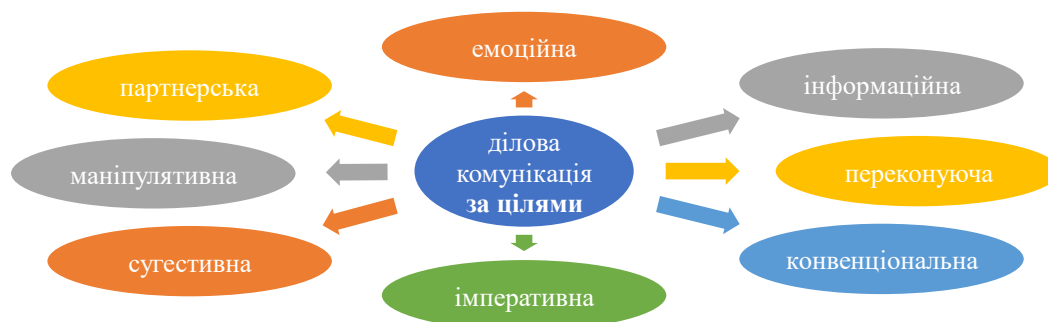 емоційна
партнерська
інформаційна
ділова
комунікація
за цілями
маніпулятивна
переконуюча
сугестивна
конвенціональна
імперативна